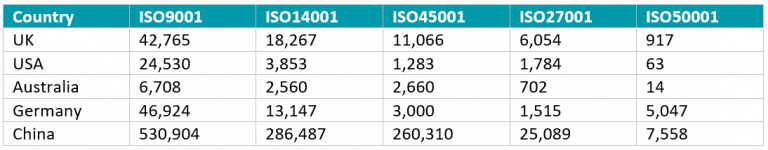 Country ISO9001 ISO14001 ISO45001 ISO27001 ISO50001
UK 42,765 18,267 11,066 6,054 917
USA 24,530 3,853 1,283 1,784 63
Australia 6,708 2,560 2,660 702 14
Germany 46,924 13,147 3,000 1,515 5,047
China 530,904 286,487 260,310 25,089 7,558